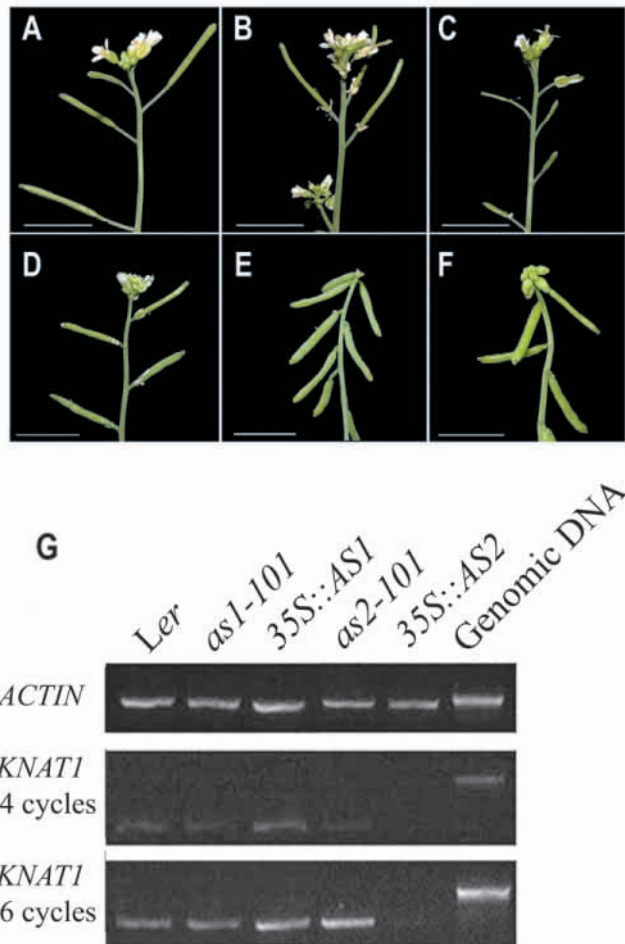 A
B
C
D
E
F
G
Ler
as1-101
35S::AS1
as2-101
35S::AS2
Genomic DNA
ACTIN
KNAT1
4 cycles
KNAT1
6 cycles